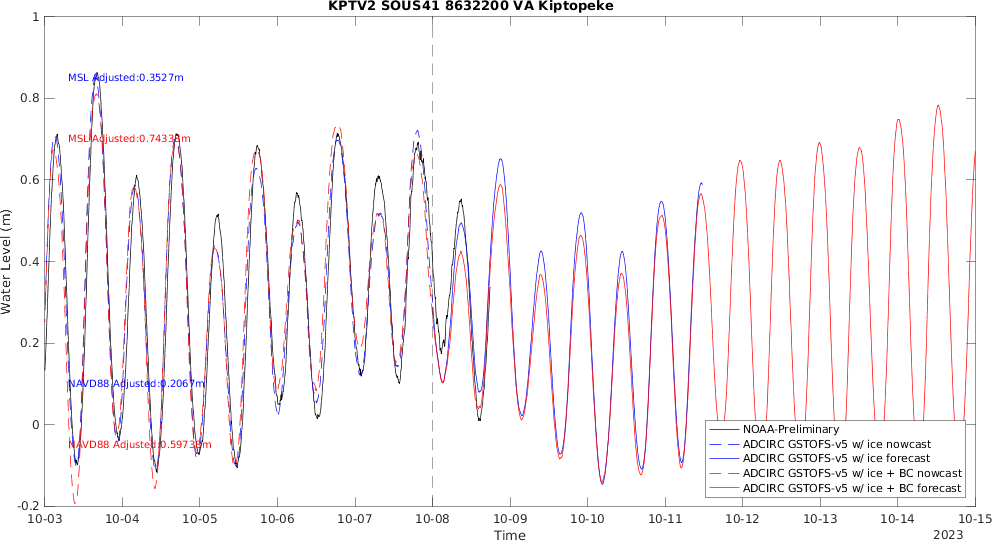 KPTV2 SOUS41 8632200 VA Kiptopeke
1
0.8
0.6
0.4
0.2
0
-0.2
Water Level (m)
MSL Adjusted:0.3527m
MSL Adjusted:0.7433
NAVD88 Adjusted:0.2067m
NAVD88 Adjusted:0.5973
NOAA-Preliminary
ADCIRC GSTOFS-v5 w/ ice nowcast
ADCIRC GSTOFS-v5 w/ ice forecast
ADCIRC GSTOFS-v5 w/ ice + BC nowcast
ADCIRC GSTOFS-v5 w/ ice + BC forecast
10-03 10-04 10-05 10-06 10-07 10-08 10-09 10-10 10-11 10-12 10-13 10-14 10-15
Time
2023